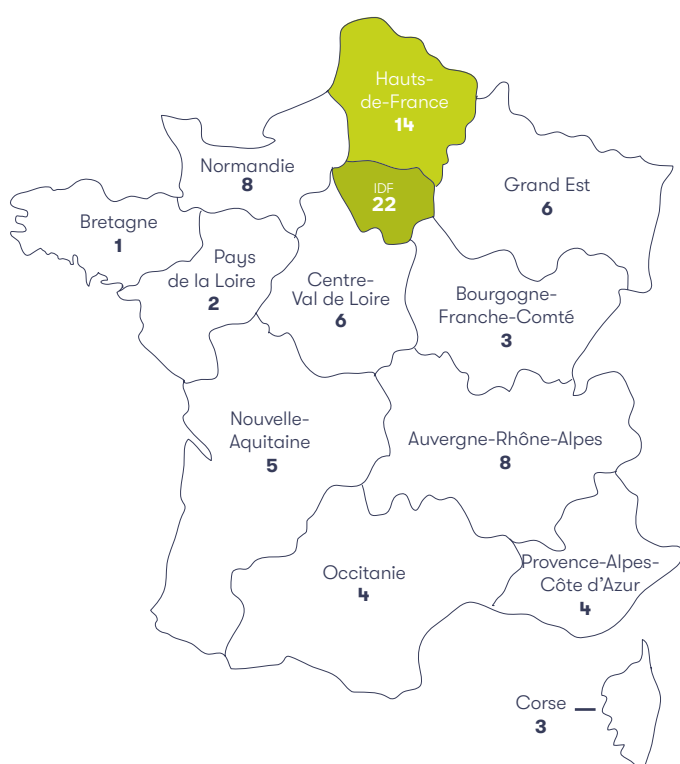 Hauts-
de-France
14
Normandie
8
IDF
22
Grand Est
6
Bretagne
1
Pays
de la Loire
2
Centre-
Val de Loire
6
Bourgogne-
Franche-Comté
3
Nouvelle-
Aquitaine
5
Auvergne-Rhône-Alpes
8
Occitanie
4
Provence-Alpes-
Côte d'Azur
4
Corse
3